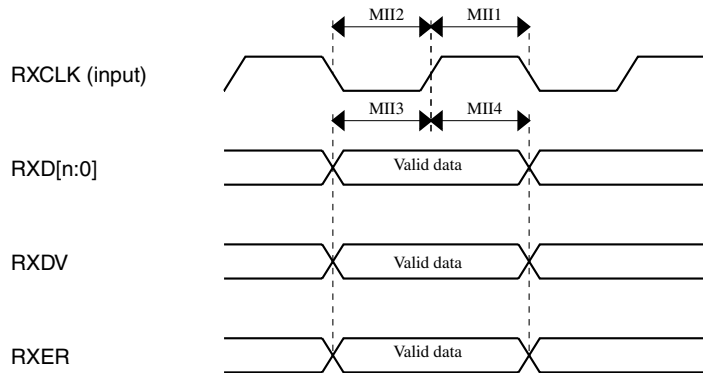 MII2 MII1
RXCLK (input)
MII3 MII4
RXD[n:0] Valid data
RXDV Valid data
RXER Valid data